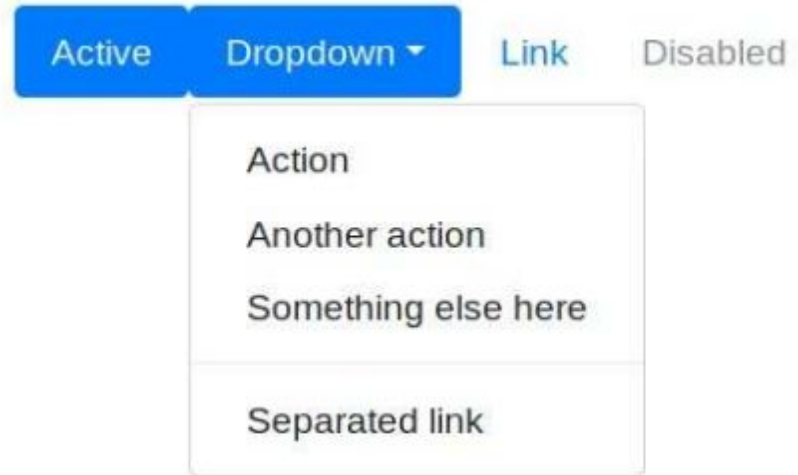 Active Dropdown Link Disabled
Action
Another action
Something else here
Separated link